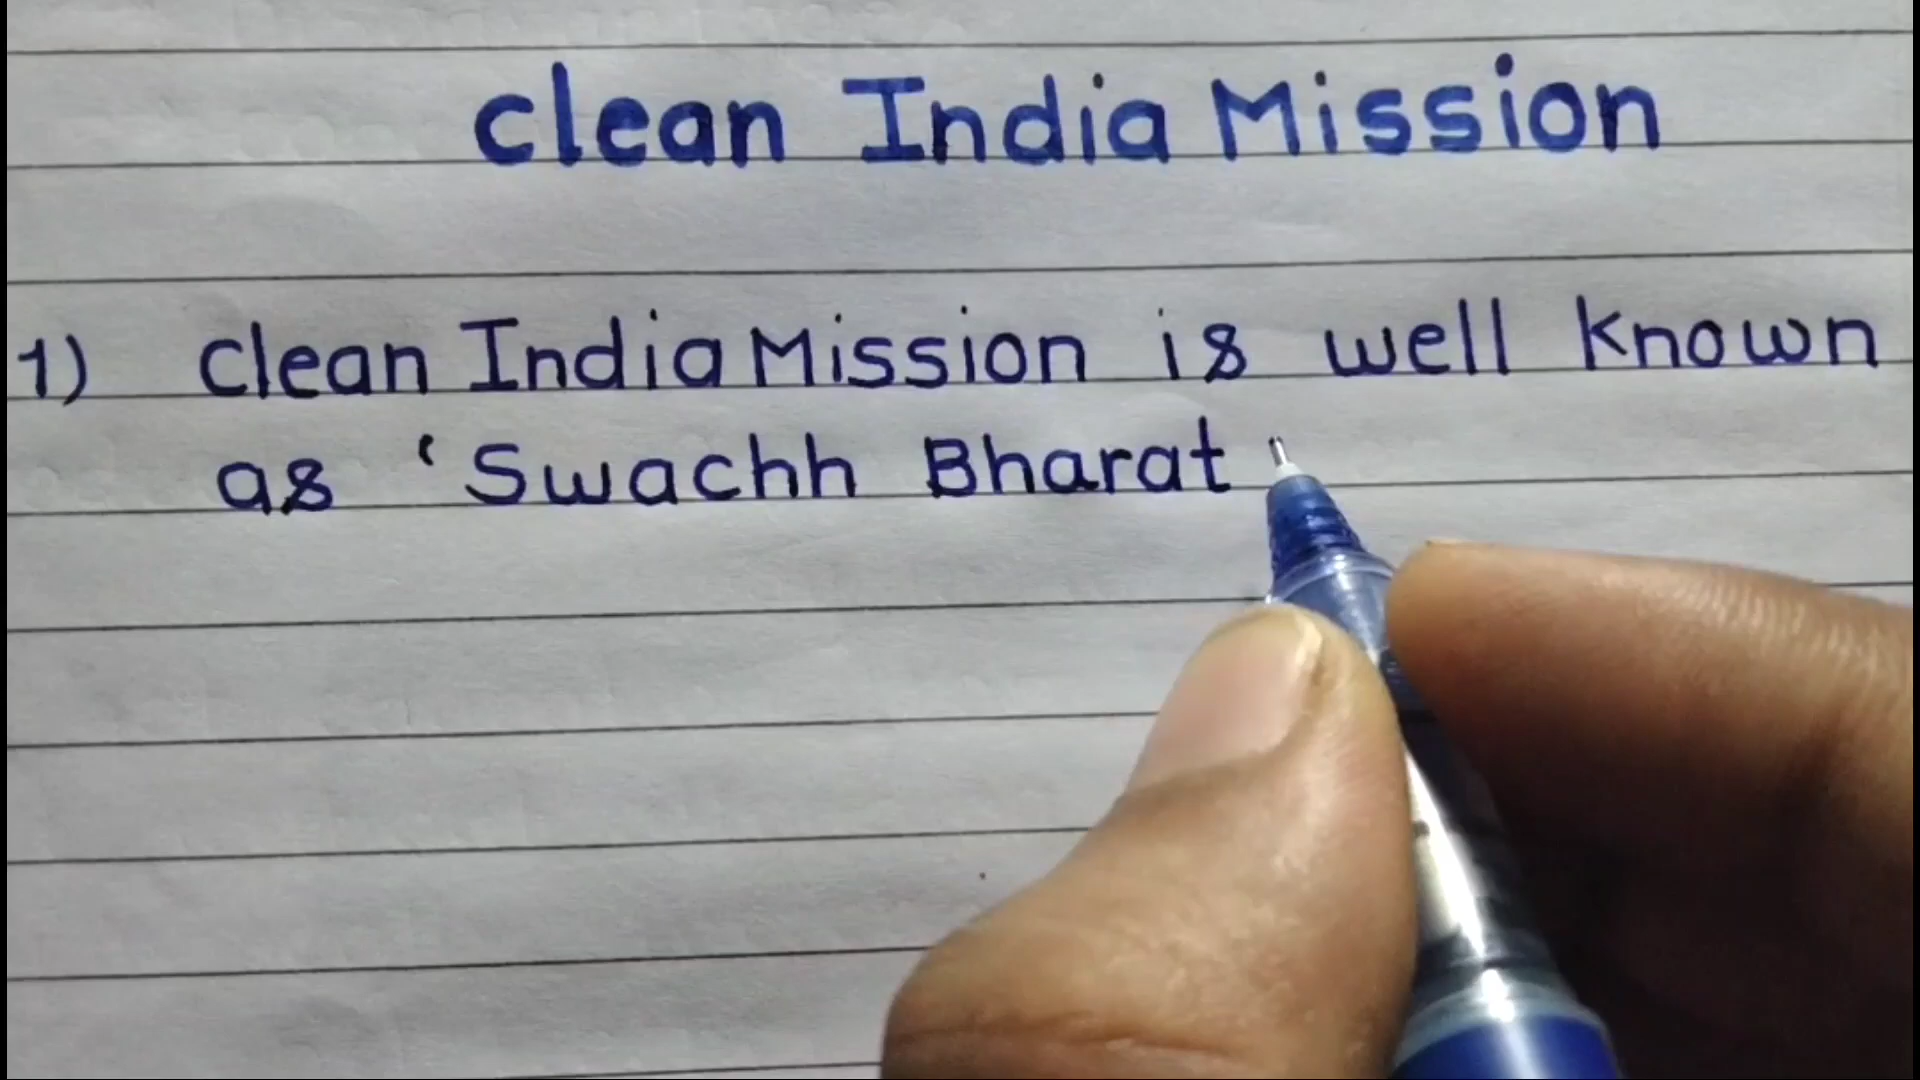 clean India Mission
1) clean India Mission is well known
as 'Swachh Bharat